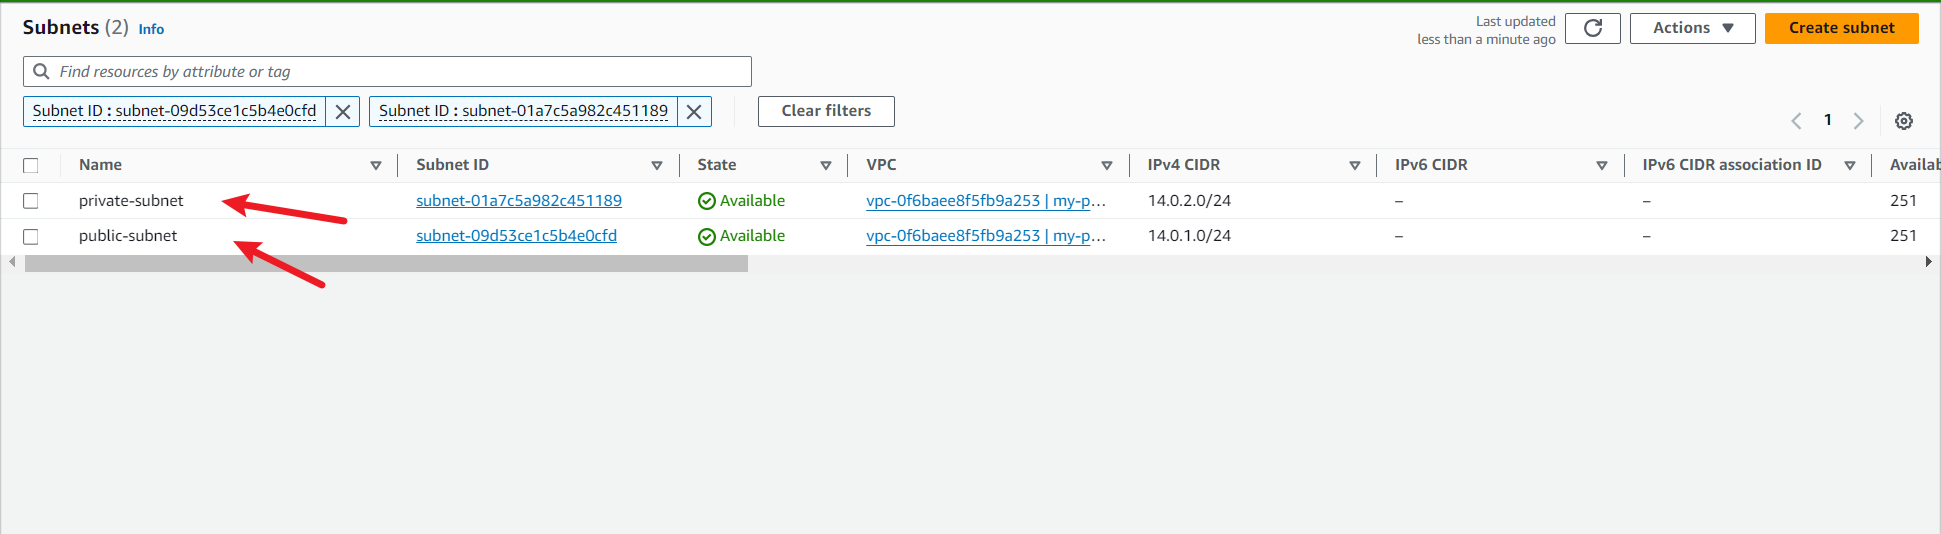 Subnets (2) Info
Last updated
less than a minute ago
Actions
Create subnet
Find resources by attribute or tag
Subnet ID : subnet-09d53ce1c5b4e0cfd
Subnet ID : subnet-01a7c5a982c451189
Clear filters
1
Name Subnet ID State VPC IPv4 CIDR IPv6 CIDR IPv6 CIDR association ID Availab
private-subnet subnet-01a7c5a982c451189 Available vpc-0f6baee8f5fb9a253 | my-p... 14.0.2.0/24 – – 251
public-subnet subnet-09d53ce1c5b4e0cfd Available vpc-0f6baee8f5fb9a253 | my-p... 14.0.1.0/24 – – 251